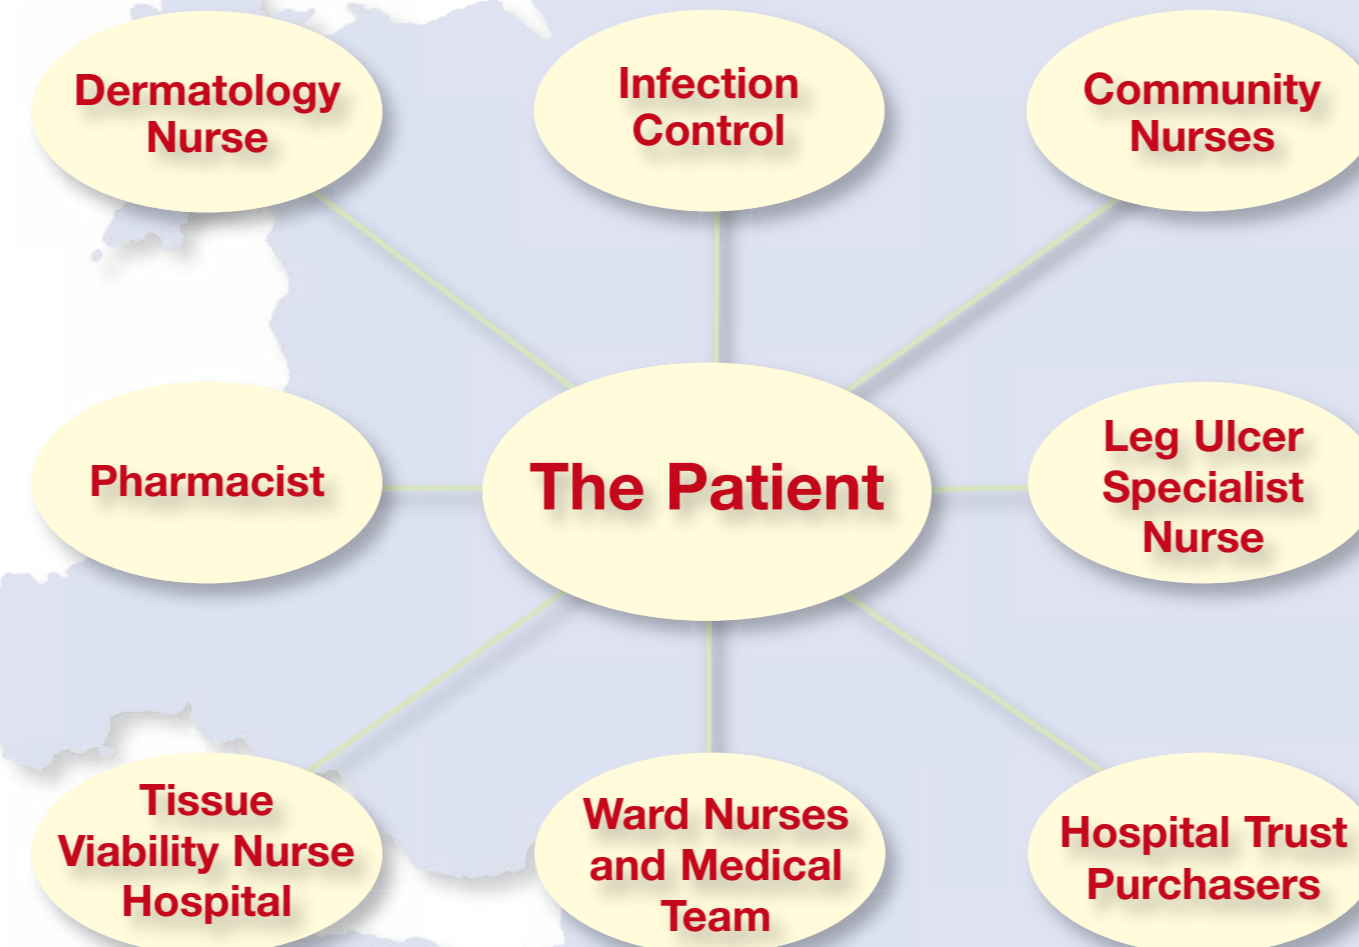 Dermatology
Nurse
Infection
Control
Community
Nurses
Pharmacist
The Patient
Leg Ulcer
Specialist
Nurse
Tissue
Viability Nurse
Hospital
Ward Nurses
and Medical
Team
Hospital Trust
Purchasers